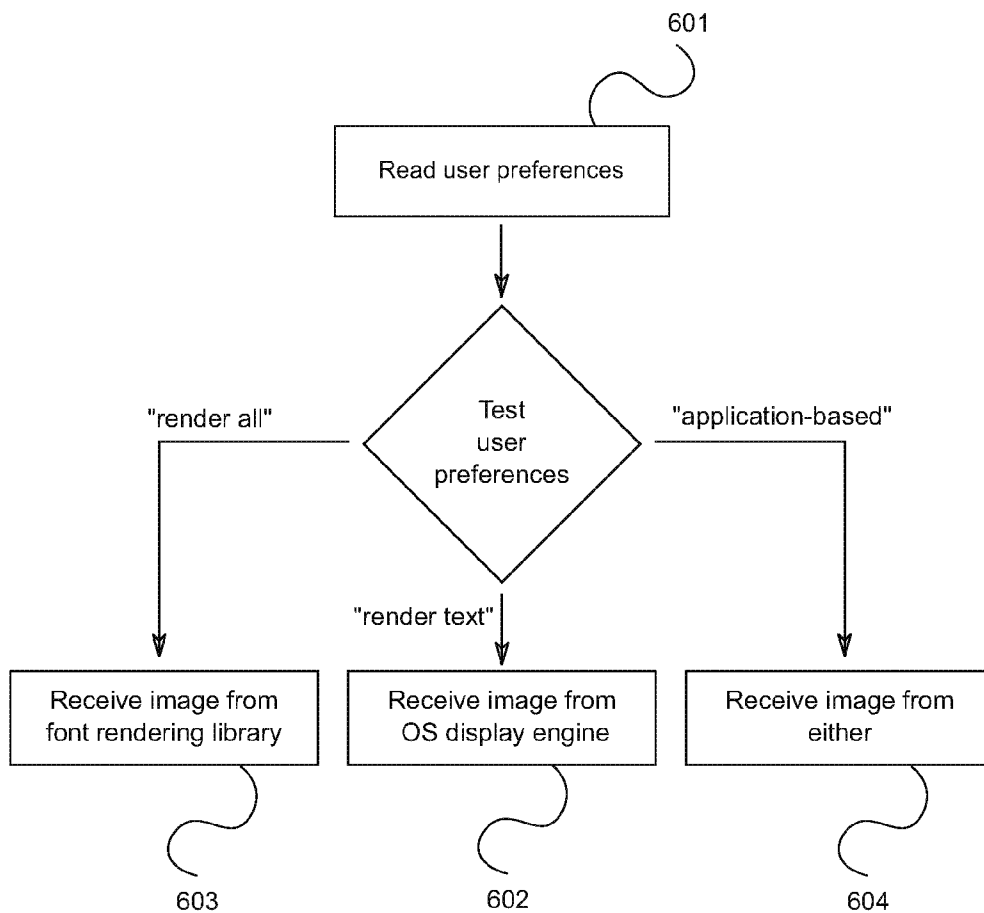 601
Read user preferences
"render all"
Test
user
preferences
"application-based"
"render text"
Receive image from
font rendering library
Receive image from
OS display engine
Receive image from
either
603
602
604